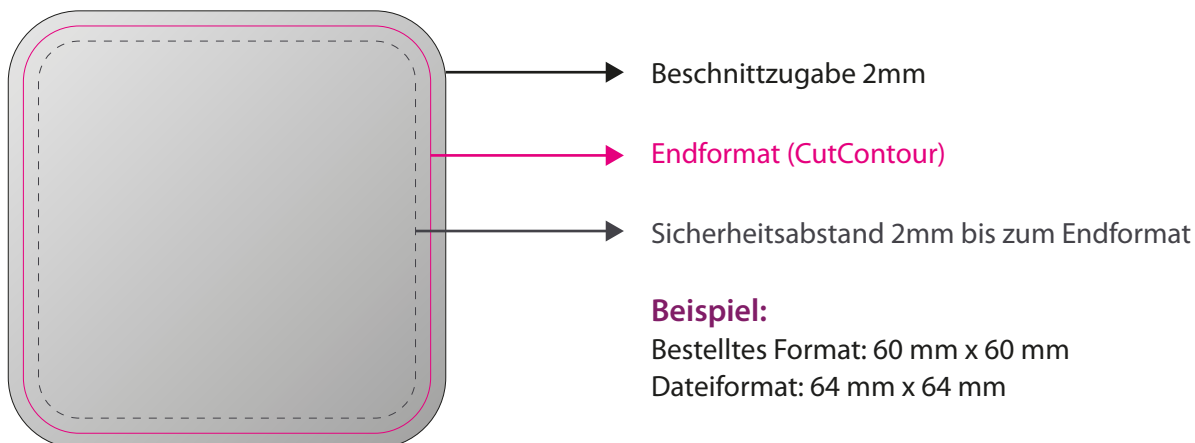 Beschnittzugabe 2mm
Endformat (CutContour)
Sicherheitsabstand 2mm bis zum Endformat
Beispiel:
Bestelltes Format: 60 mm x 60 mm
Dateiformat: 64 mm x 64 mm